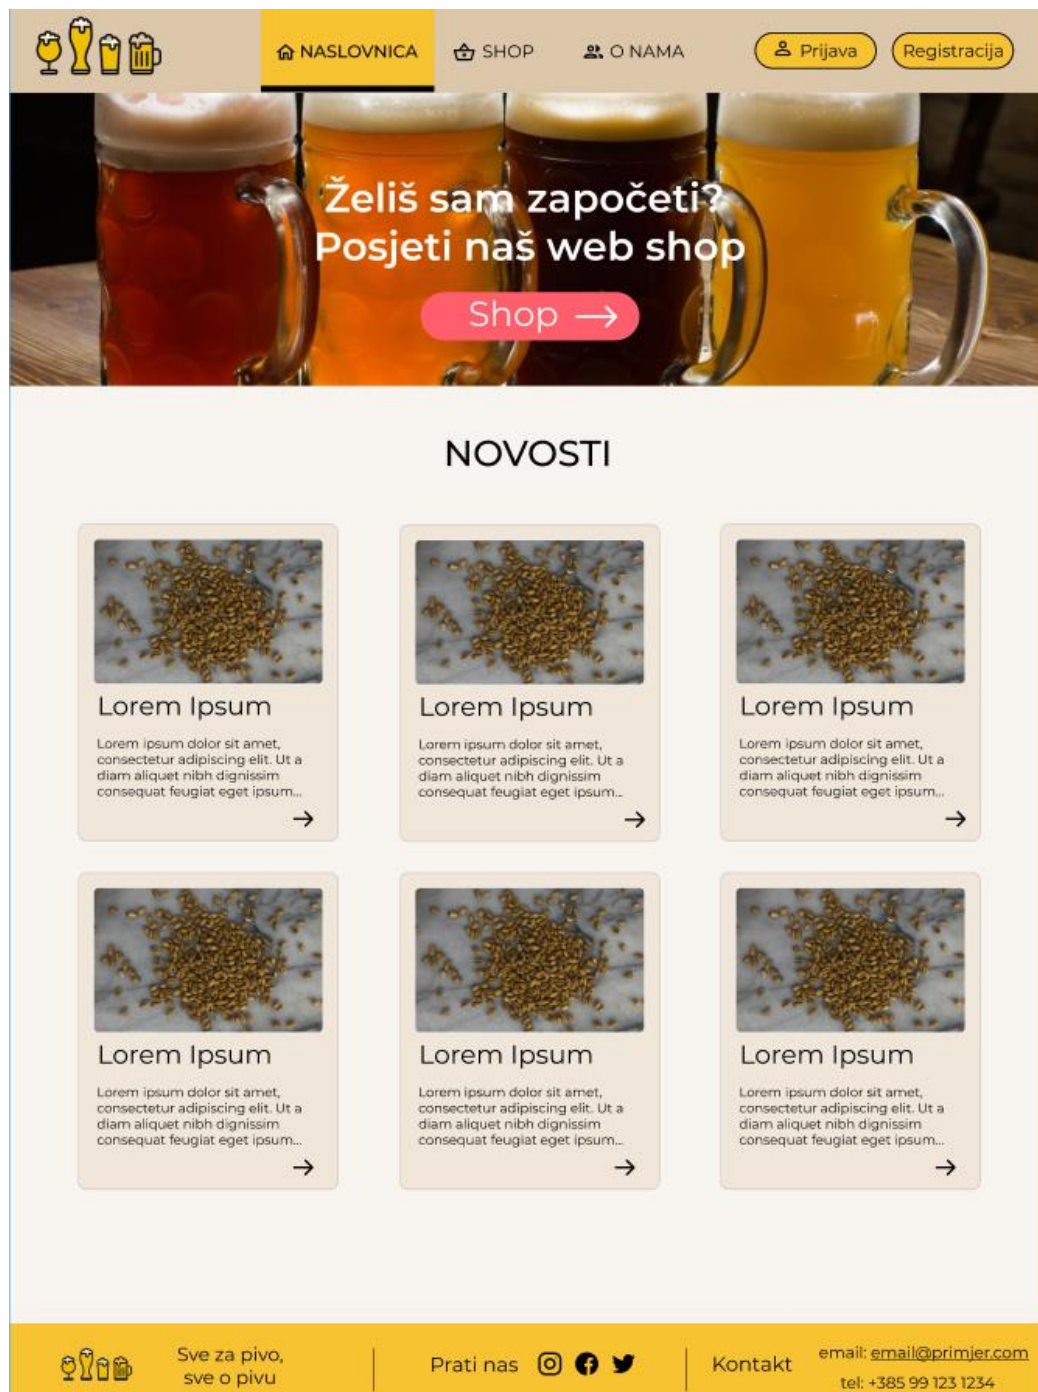 NASLOVNICA
SHOP
O NAMA
Prijava
Registracija
Želiš sam započeti?
Posjeti naš web shop
Shop
NOVOSTI
Lorem Ipsum
Lorem ipsum dolor sit amet,
consectetur adipiscing elit. Ut a
diam aliquet nibh dignissim
consequat feugiat eget ipsum...
Lorem Ipsum
Lorem ipsum dolor sit amet,
consectetur adipiscing elit. Ut a
diam aliquet nibh dignissim
consequat feugiat eget ipsum...
Lorem Ipsum
Lorem ipsum dolor sit amet,
consectetur adipiscing elit. Ut a
diam aliquet nibh dignissim
consequat feugiat eget ipsum...
Lorem Ipsum
Lorem ipsum dolor sit amet,
consectetur adipiscing elit. Ut a
diam aliquet nibh dignissim
consequat feugiat eget ipsum...
Lorem Ipsum
Lorem ipsum dolor sit amet,
consectetur adipiscing elit. Ut a
diam aliquet nibh dignissim
consequat feugiat eget ipsum...
Lorem Ipsum
Lorem ipsum dolor sit amet,
consectetur adipiscing elit. Ut a
diam aliquet nibh dignissim
consequat feugiat eget ipsum...
Sve za pivo,
sve o pivu
Prati nas
Kontakt
email: email@primjer.com
tel: +385 99 123 1234